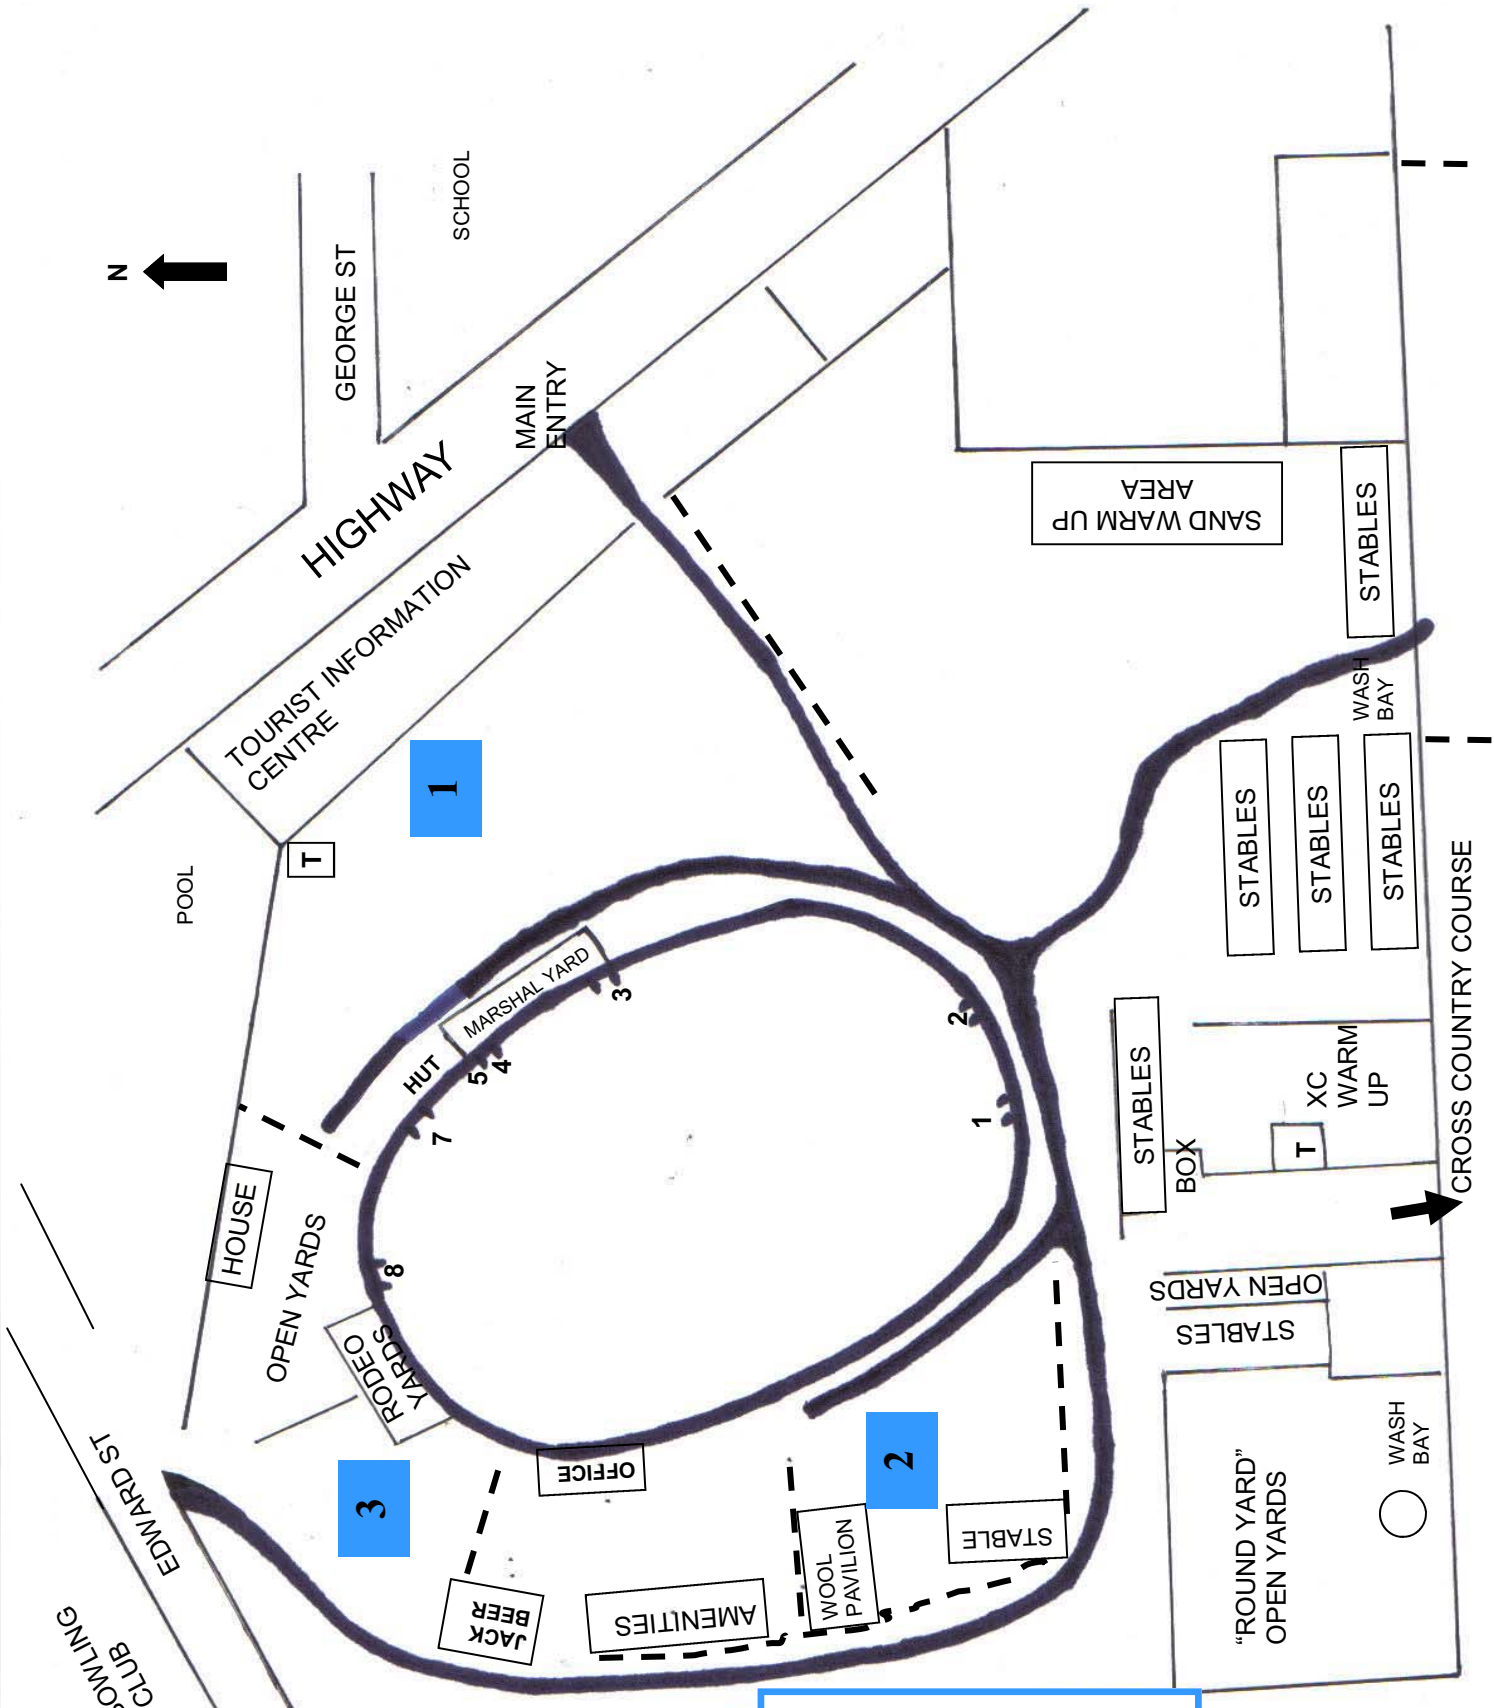 N
GEORGE ST
SCHOOL
HIGHWAY
MAIN
ENTRY
TOURIST INFORMATION
CENTRE
1
POOL
T
SAND WARM UP
AREA
STABLES
WASH
BAY
STABLES
STABLES
STABLES
MARSHAL YARD
HUT
3
4
5
7
8
2
1
HOUSE
OPEN YARDS
RODEO
YARDS
STABLES
BOX
XC
WARM
UP
T
CROSS COUNTRY COURSE
OPEN YARDS
STABLES
EDWARD ST
BOWLING
CLUB
3
OFFICE
2
JACK
BEER
AMENITIES
WOOL
PAVILION
STABLE
"ROUND YARD"
OPEN YARDS
WASH
BAY